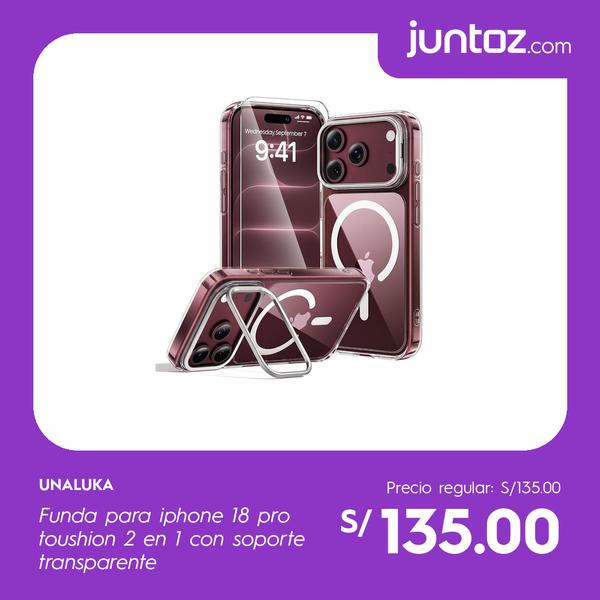 juntoz.com
Wednesday, September 7
9:41
UNALUKA
Funda para iphone 18 pro
toushion 2 en 1 con soporte
transparente
Precio regular: S/135.00
S/ 135.00